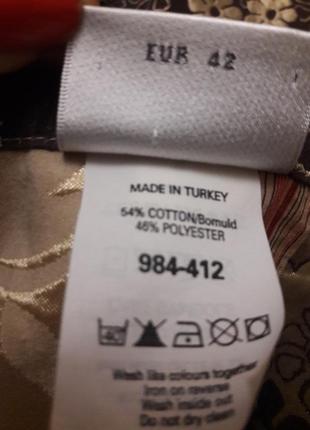 EUR 42
MADE IN TURKEY
54% COTTON/Bomuld
46% POLYESTER
984-412
Wash like colours together
Iron on reverse
Wash inside out
Do not dry clean